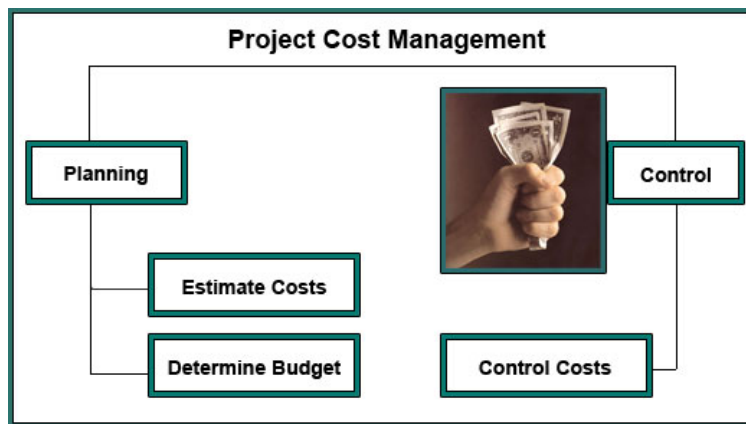 Project Cost Management
Planning
Control
Estimate Costs
Determine Budget
Control Costs